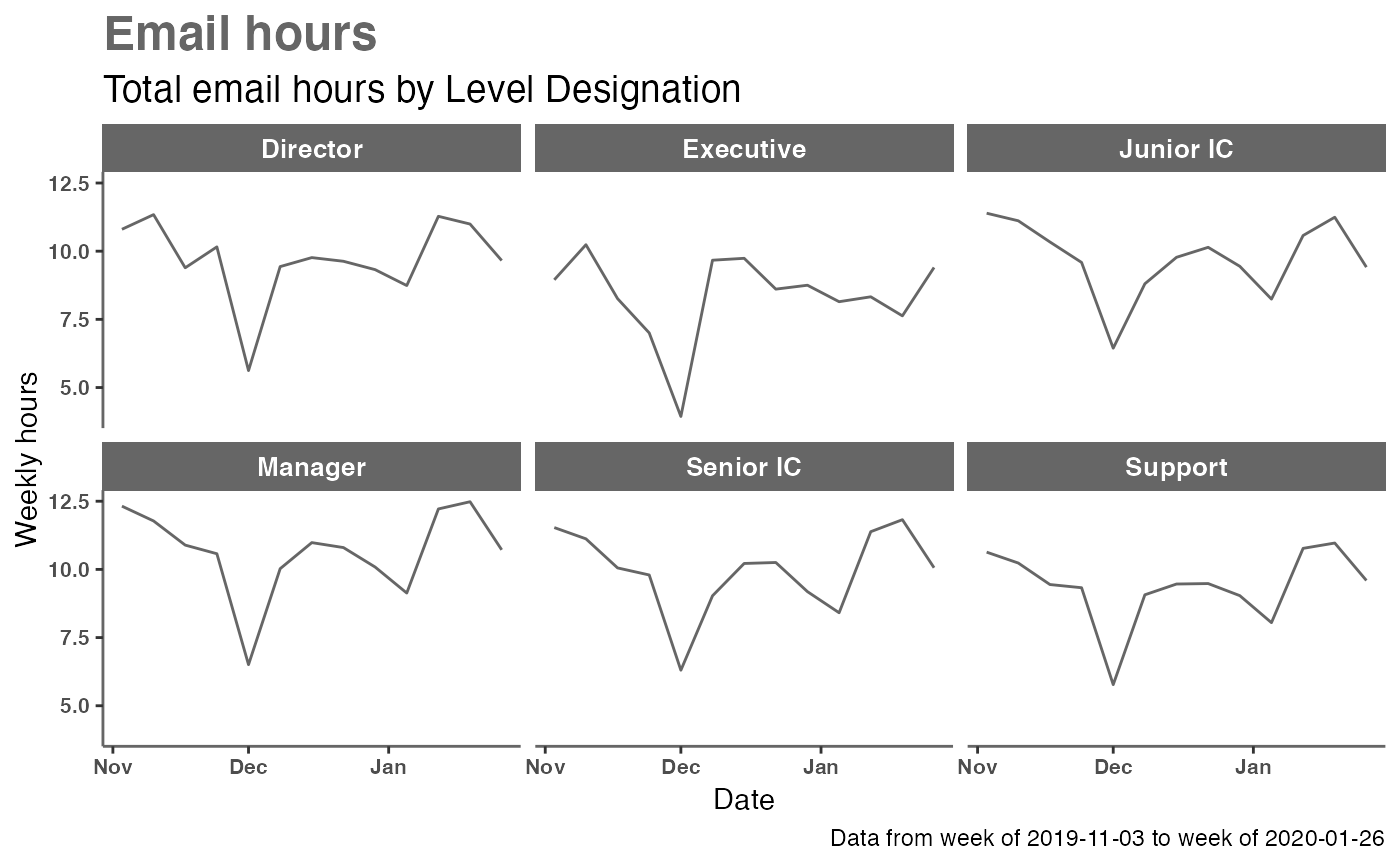 Email hours
Total email hours by Level Designation
Director Executive Junior IC
12.5
10.0
7.5
5.0
Manager Senior IC Support
12.5
10.0
7.5
5.0
Weekly hours
Nov Dec Jan Nov Dec Jan Nov Dec Jan
Date
Data from week of 2019-11-03 to week of 2020-01-26